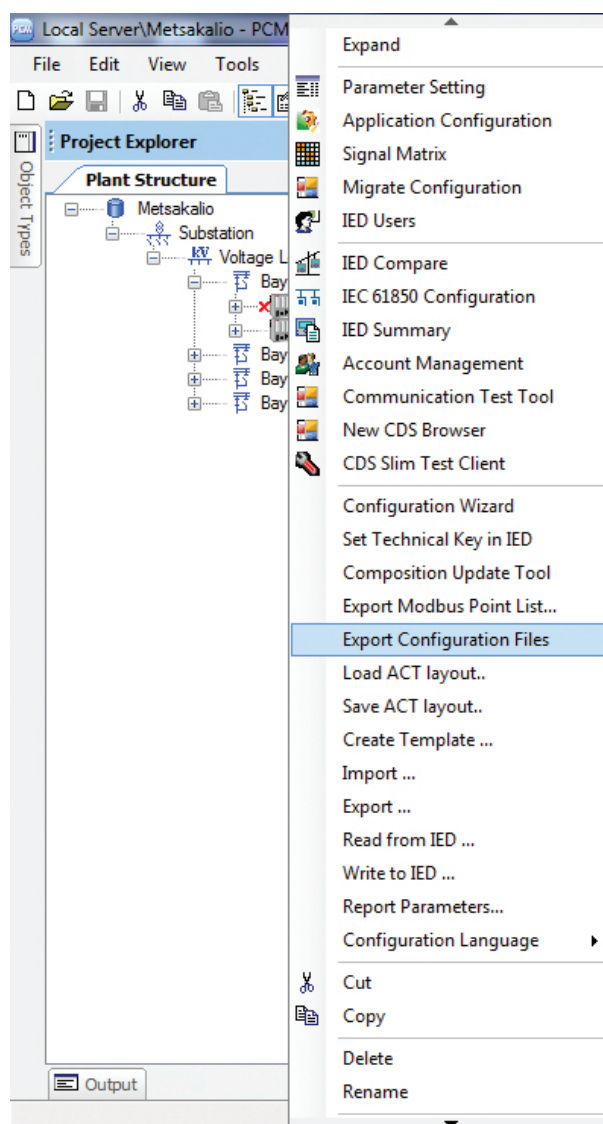 PCM Local Server\Metsakalio - PCM
File Edit View Tools
Object Types
Project Explorer
Plant Structure
Metsakalio
Substation
kV Voltage L
Bay
Bay
Bay
Bay
Output
Expand
Parameter Setting
Application Configuration
Signal Matrix
Migrate Configuration
IED Users
IED Compare
IEC 61850 Configuration
IED Summary
Account Management
Communication Test Tool
New CDS Browser
CDS Slim Test Client
Configuration Wizard
Set Technical Key in IED
Composition Update Tool
Export Modbus Point List...
Export Configuration Files
Load ACT layout..
Save ACT layout..
Create Template ...
Import ...
Export ...
Read from IED ...
Write to IED ...
Report Parameters...
Configuration Language
Cut
Copy
Delete
Rename